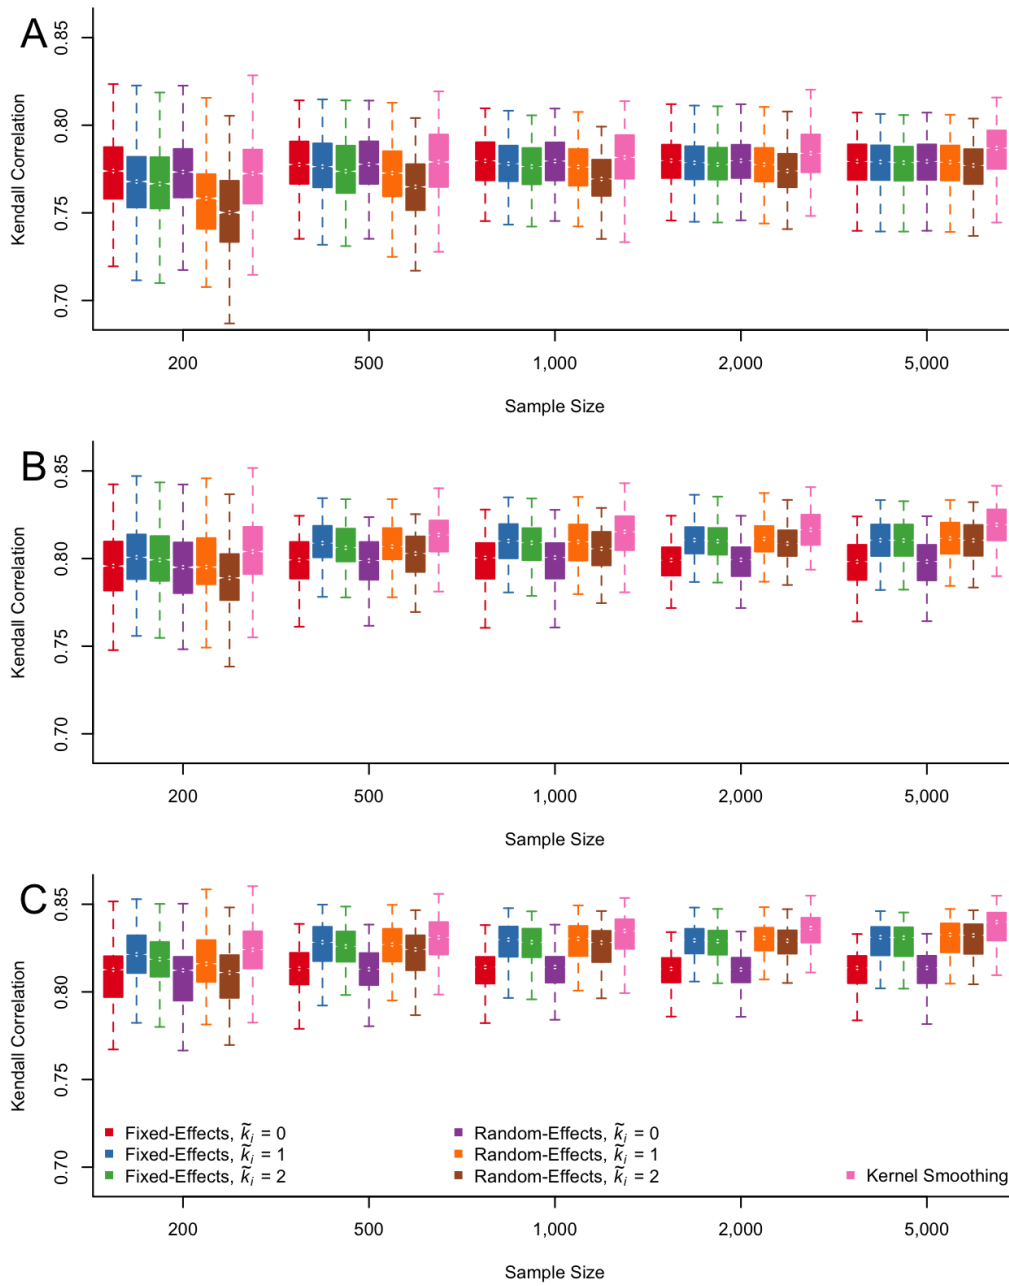 A
Kendall Correlation
0.85
0.80
0.75
0.70
200 500 1,000 2,000 5,000
Sample Size
B
Kendall Correlation
0.85
0.80
0.75
0.70
200 500 1,000 2,000 5,000
Sample Size
C
Kendall Correlation
0.85
0.80
0.75
0.70
Fixed-Effects, k̃ᵢ = 0
Fixed-Effects, k̃ᵢ = 1
Fixed-Effects, k̃ᵢ = 2
Random-Effects, k̃ᵢ = 0
Random-Effects, k̃ᵢ = 1
Random-Effects, k̃ᵢ = 2
Kernel Smoothing
200 500 1,000 2,000 5,000
Sample Size